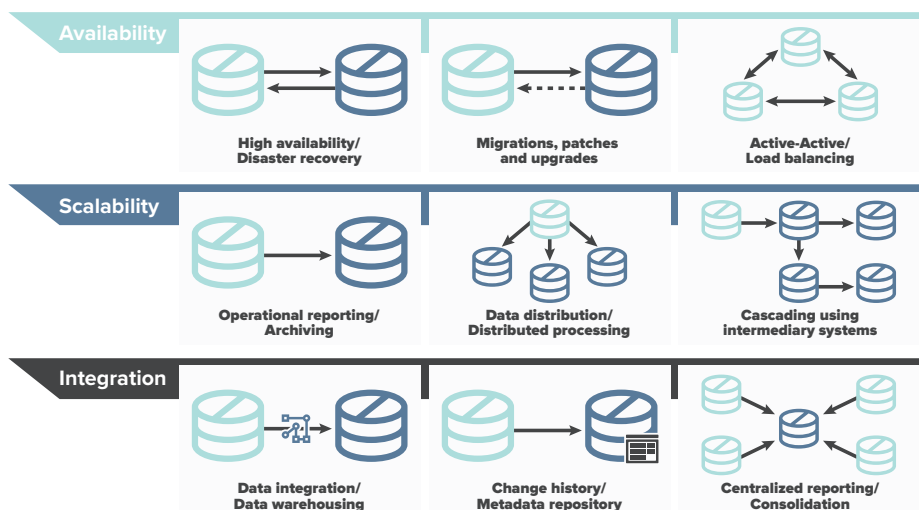 Availability
High availability/
Disaster recovery
Migrations, patches
and upgrades
Active-Active/
Load balancing
Scalability
Operational reporting/
Archiving
Data distribution/
Distributed processing
Cascading using
intermediary systems
Integration
Data integration/
Data warehousing
Change history/
Metadata repository
Centralized reporting/
Consolidation